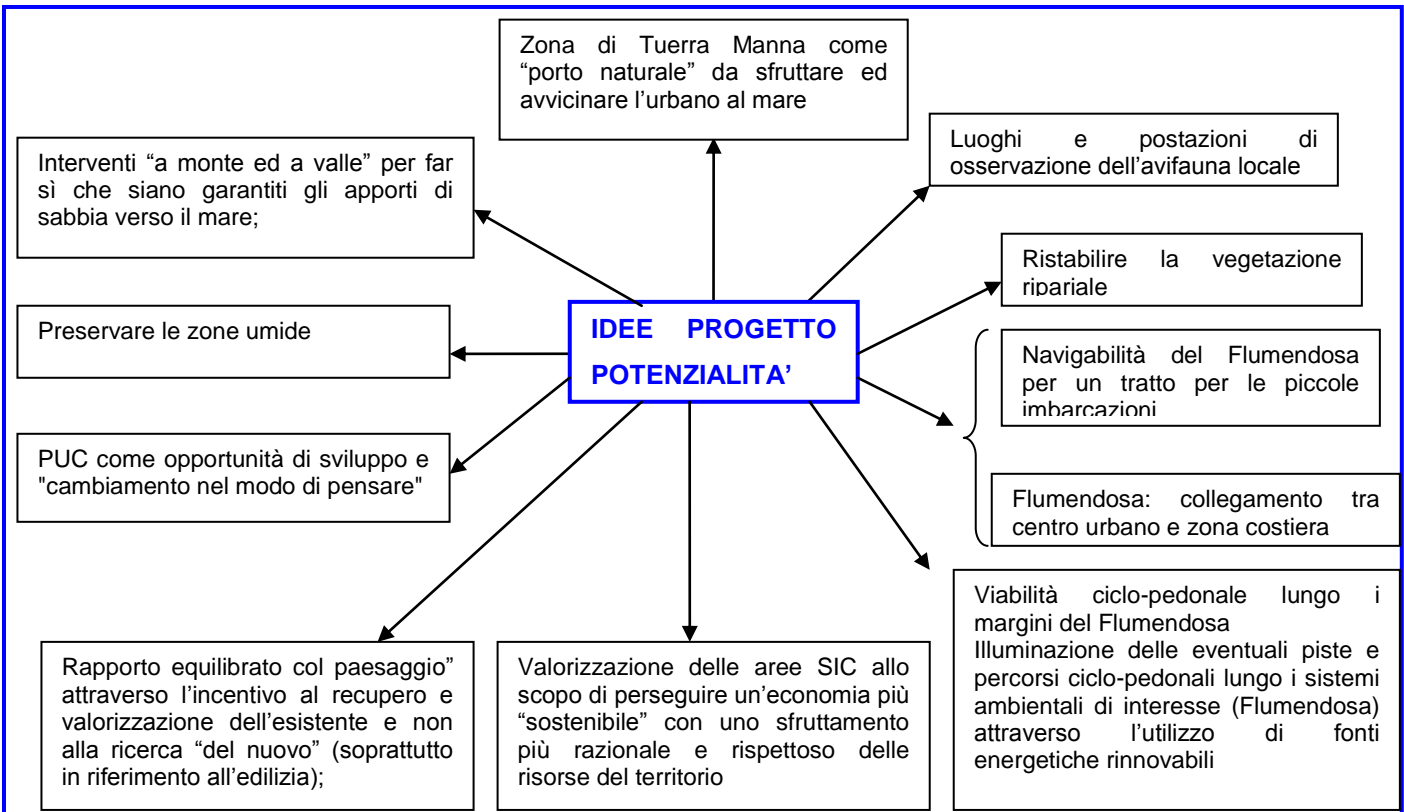 Zona di Tuerra Manna come
“porto naturale” da sfruttare ed
avvicinare l’urbano al mare
Luoghi e postazioni di
osservazione dell’avifauna locale
Interventi “a monte ed a valle” per far
sì che siano garantiti gli apporti di
sabbia verso il mare;
Ristabilire la vegetazione
ripariale
IDEE PROGETTO
POTENZIALITA’
Preservare le zone umide
Navigabilità del Flumendosa
per un tratto per le piccole
imbarcazioni
PUC come opportunità di sviluppo e
"cambiamento nel modo di pensare"
Flumendosa: collegamento tra
centro urbano e zona costiera
Rapporto equilibrato col paesaggio”
attraverso l’incentivo al recupero e
valorizzazione dell’esistente e non
alla ricerca “del nuovo” (soprattutto
in riferimento all’edilizia);
Valorizzazione delle aree SIC allo
scopo di perseguire un’economia più
“sostenibile” con uno sfruttamento
più razionale e rispettoso delle
risorse del territorio
Viabilità ciclo-pedonale lungo i
margini del Flumendosa
Illuminazione delle eventuali piste e
percorsi ciclo-pedonali lungo i sistemi
ambientali di interesse (Flumendosa)
attraverso l’utilizzo di fonti
energetiche rinnovabili